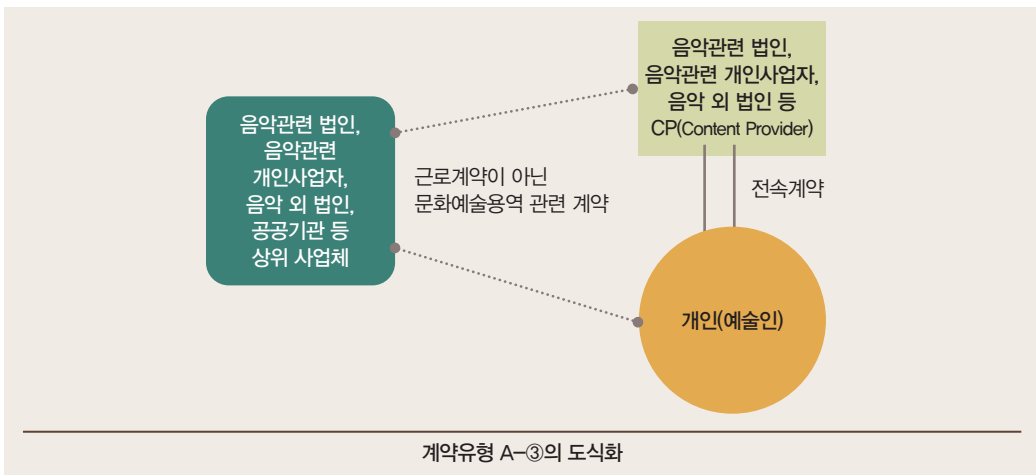 음악관련 법인,
음악관련
개인사업자,
음악 외 법인,
공공기관 등
상위 사업체
근로계약이 아닌
문화예술용역 관련 계약
음악관련 법인,
음악관련 개인사업자,
음악 외 법인 등
CP(Content Provider)
전속계약
개인(예술인)
계약유형 A–③의 도식화